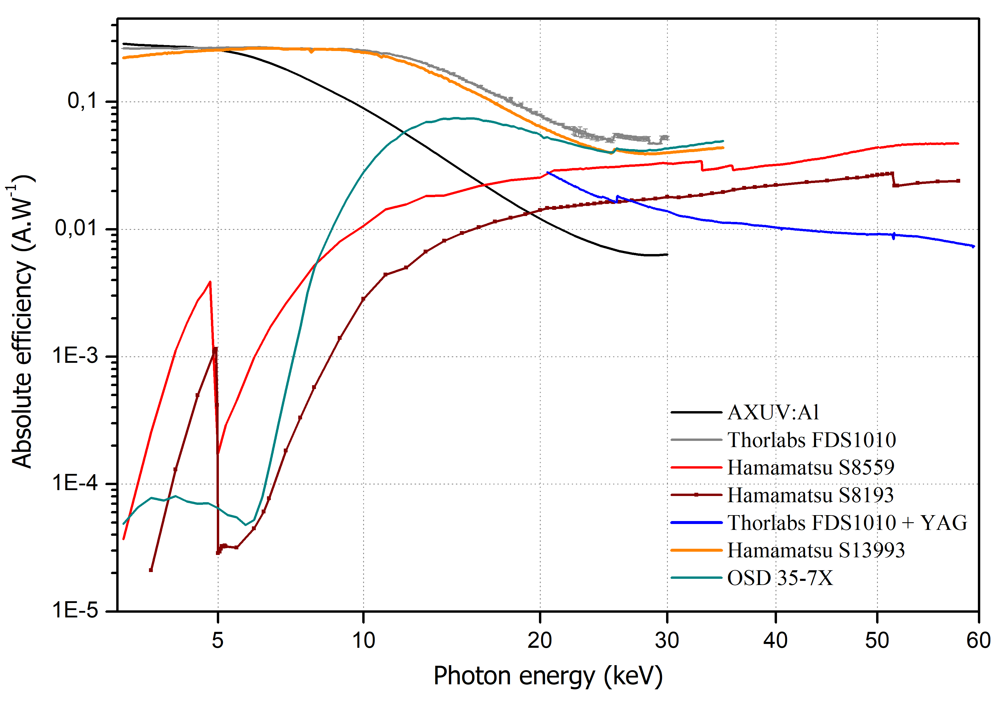 Absolute efficiency (A.W⁻¹)
0,1
0,01
1E-3
1E-4
1E-5
5 10 20 30 40 50 60
Photon energy (keV)
AXUV:Al
Thorlabs FDS1010
Hamamatsu S8559
Hamamatsu S8193
Thorlabs FDS1010 + YAG
Hamamatsu S13993
OSD 35-7X